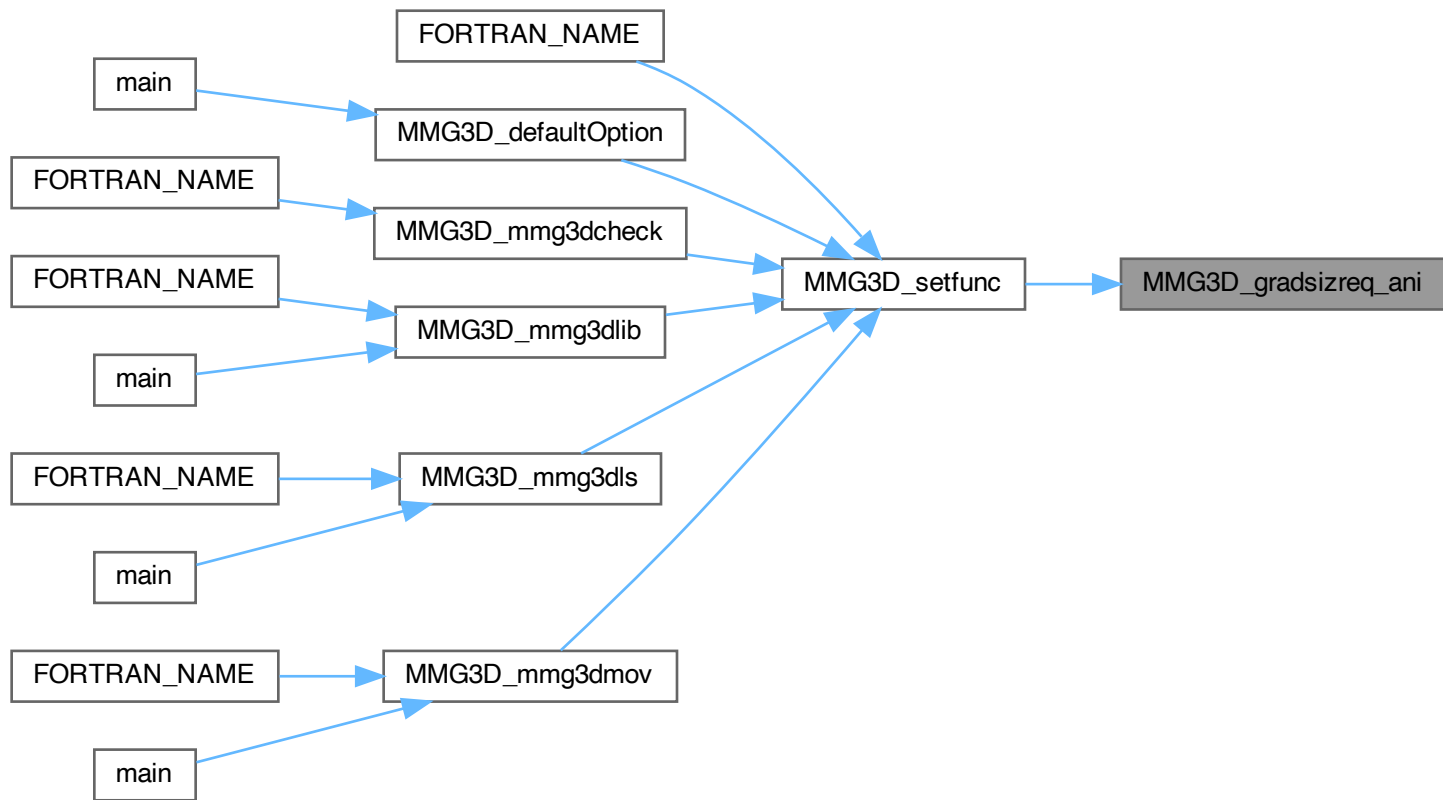 FORTRAN_NAME
main
MMG3D_defaultOption
FORTRAN_NAME
MMG3D_mmg3dcheck
FORTRAN_NAME
MMG3D_setfunc
MMG3D_gradsizreq_ani
MMG3D_mmg3dlib
main
FORTRAN_NAME
MMG3D_mmg3dls
main
FORTRAN_NAME
MMG3D_mmg3dmov
main